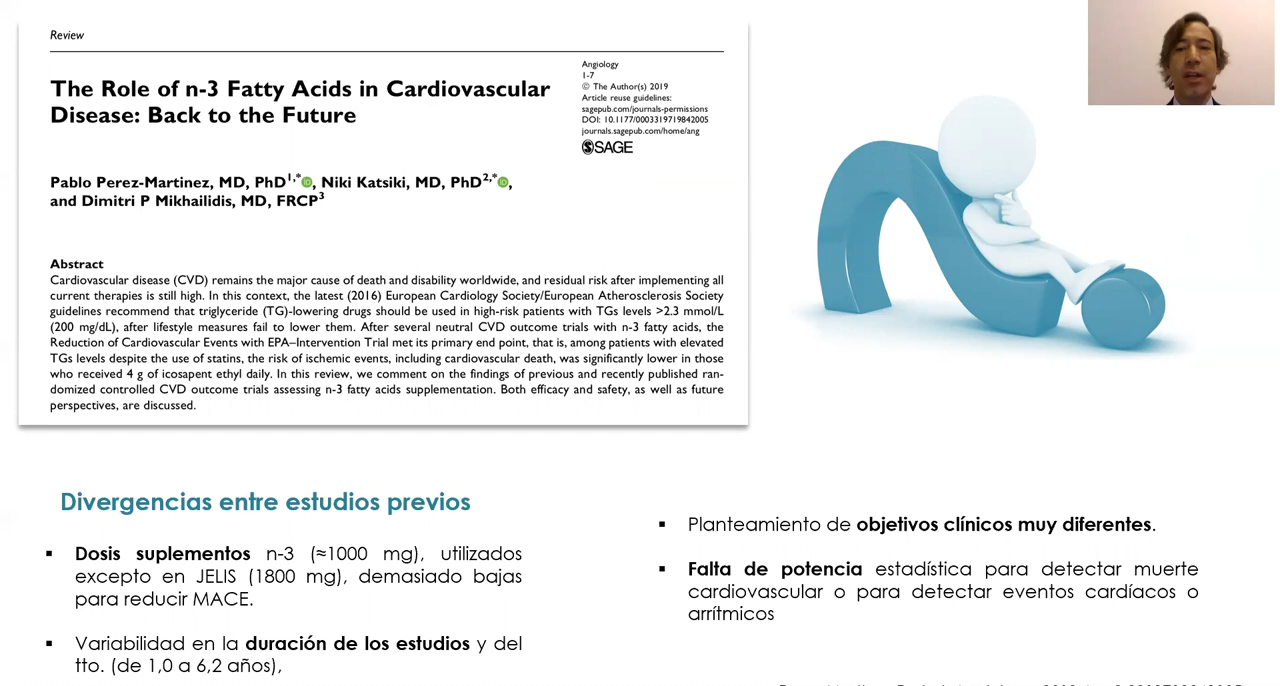 Review
The Role of n-3 Fatty Acids in Cardiovascular
Disease: Back to the Future
Angiology
1-7
© The Author(s) 2019
Article reuse guidelines:
sagepub.com/journals-permissions
DOI: 10.1177/0003319719842005
journals.sagepub.com/home/ang
SAGE
Pablo Perez-Martinez, MD, PhD1,*, Niki Katsiki, MD, PhD2,*,
and Dimitri P Mikhailidis, MD, FRCP3
Abstract
Cardiovascular disease (CVD) remains the major cause of death and disability worldwide, and residual risk after implementing all
current therapies is still high. In this context, the latest (2016) European Cardiology Society/European Atherosclerosis Society
guidelines recommend that triglyceride (TG)-lowering drugs should be used in high-risk patients with TGs levels >2.3 mmol/L
(200 mg/dL), after lifestyle measures fail to lower them. After several neutral CVD outcome trials with n-3 fatty acids, the
Reduction of Cardiovascular Events with EPA–Intervention Trial met its primary end point, that is, among patients with elevated
TGs levels despite the use of statins, the risk of ischemic events, including cardiovascular death, was significantly lower in those
who received 4 g of icosapent ethyl daily. In this review, we comment on the findings of previous and recently published ran-
domized controlled CVD outcome trials assessing n-3 fatty acids supplementation. Both efficacy and safety, as well as future
perspectives, are discussed.
Divergencias entre estudios previos
▪ Dosis suplementos n-3 (≈1000 mg), utilizados
excepto en JELIS (1800 mg), demasiado bajas
para reducir MACE.
▪ Variabilidad en la duración de los estudios y del
tto. (de 1,0 a 6,2 años),
▪ Planteamiento de objetivos clínicos muy diferentes.
▪ Falta de potencia estadística para detectar muerte
cardiovascular o para detectar eventos cardíacos o
arrítmicos